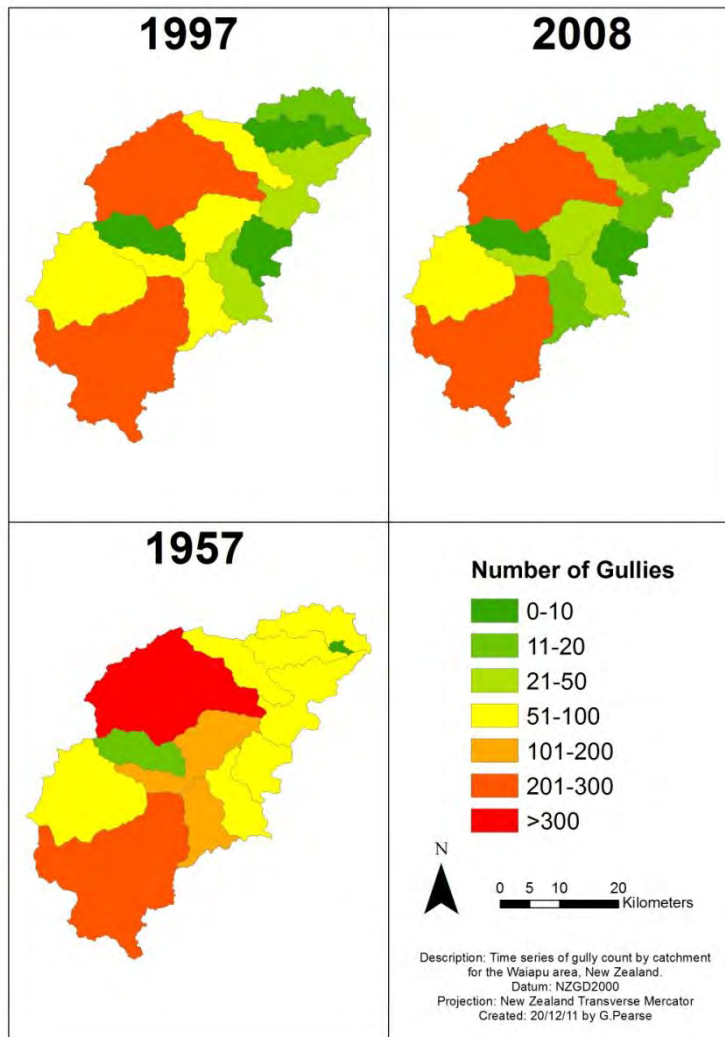 1997
2008
1957
Number of Gullies
0-10
11-20
21-50
51-100
101-200
201-300
>300
N
0 5 10 20
Kilometers
Description: Time series of gully count by catchment
for the Waiapu area, New Zealand.
Datum: NZGD2000
Projection: New Zealand Transverse Mercator
Created: 20/12/11 by G.Pearse